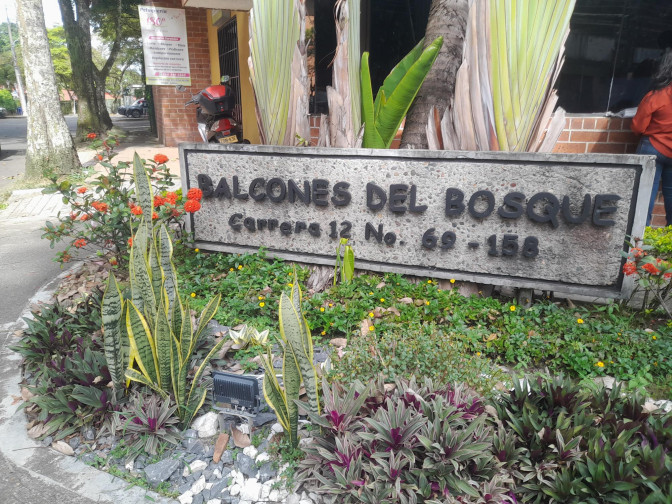 BALCONES DEL BOSQUE
Carrera 12 No. 69 - 158